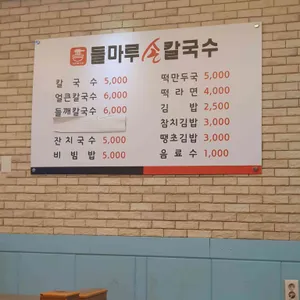 들마루 손칼국수
칼국수 5,000
얼큰칼국수 6,000
들깨칼국수 6,000
잔치국수 5,000
비빔밥 5,000
떡만두국 5,000
떡라면 4,000
김밥 2,500
참치김밥 3,000
땡초김밥 3,000
음료수 1,000